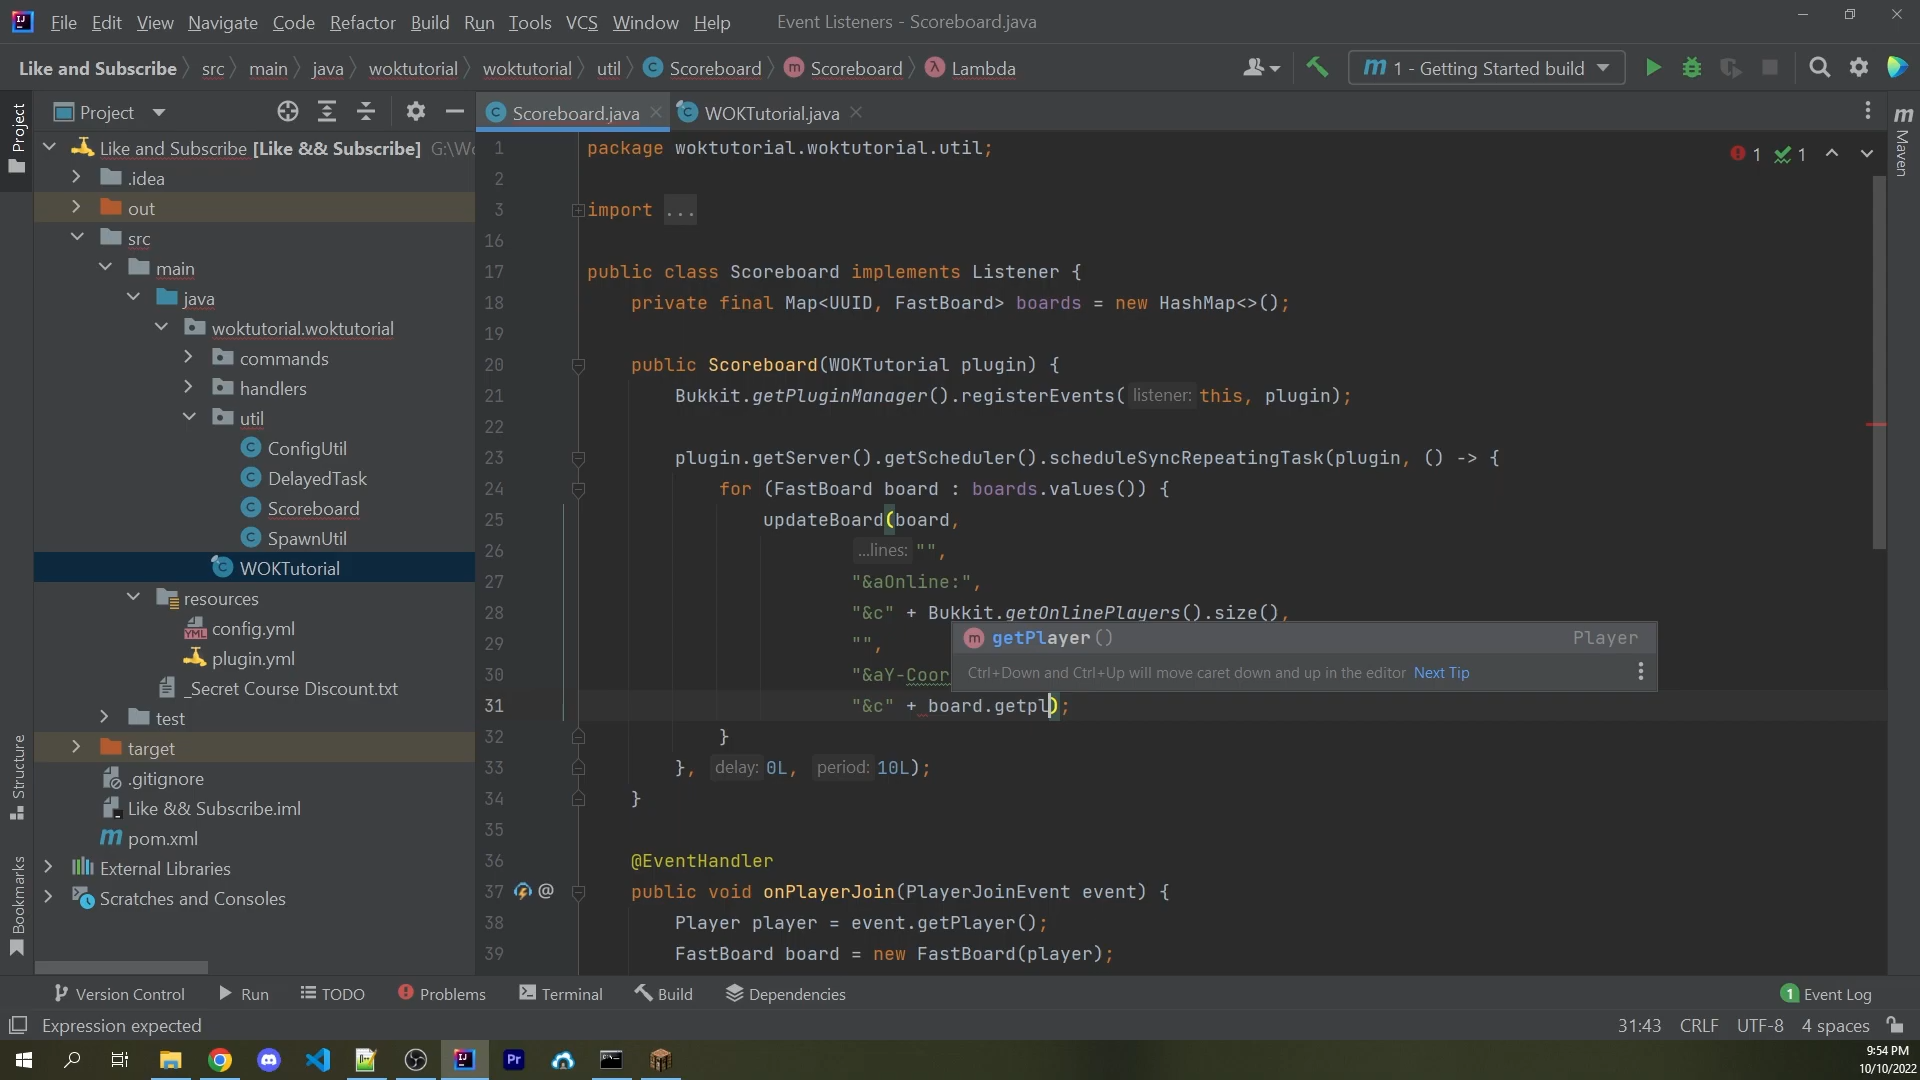 File Edit View Navigate Code Refactor Build Run Tools VCS Window Help Event Listeners - Scoreboard.java
Like and Subscribe src main java woktutorial woktutorial util Scoreboard Scoreboard Lambda 1 - Getting Started build
Project
Scoreboard.java WOKTutorial.java
Project
Structure
Bookmarks
Maven
Like and Subscribe [Like && Subscribe]
.idea
out
src
main
java
woktutorial.woktutorial
commands
handlers
util
ConfigUtil
DelayedTask
Scoreboard
SpawnUtil
WOKTutorial
resources
config.yml
plugin.yml
_Secret Course Discount.txt
test
target
.gitignore
Like && Subscribe.iml
pom.xml
External Libraries
Scratches and Consoles
1 1
1 package woktutorial.woktutorial.util;
2
3 import ...
16
17 public class Scoreboard implements Listener {
18 private final Map<UUID, FastBoard> boards = new HashMap<>();
19
20 public Scoreboard(WOKTutorial plugin) {
21 Bukkit.getPluginManager().registerEvents( listener: this, plugin);
22
23 plugin.getServer().getScheduler().scheduleSyncRepeatingTask(plugin, () -> {
24 for (FastBoard board : boards.values()) {
25 updateBoard(board,
26 ...lines: "",
27 "&aOnline:",
28 "&c" + Bukkit.getOnlinePlayers().size(),
29 "",
30 "&aY-Coor
31 "&c" + board.getpl);
32 }
33 }, delay: 0L, period: 10L);
34 }
35
36 @EventHandler
37 public void onPlayerJoin(PlayerJoinEvent event) {
38 Player player = event.getPlayer();
39 FastBoard board = new FastBoard(player);
getPlayer() Player
Ctrl+Down and Ctrl+Up will move caret down and up in the editor Next Tip
Version Control Run TODO Problems Terminal Build Dependencies 1 Event Log
Expression expected 31:43 CRLF UTF-8 4 spaces
9:54 PM
10/10/2022